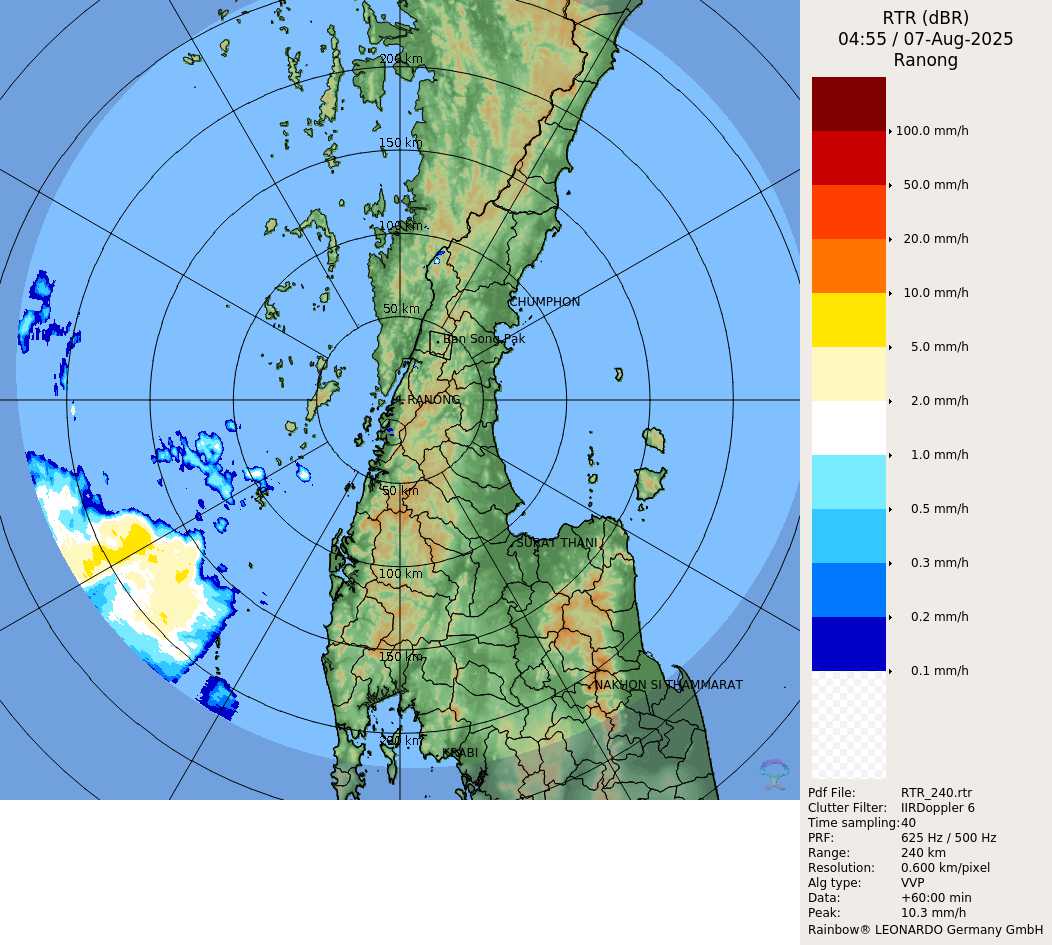 RTR (dBR)
04:55 / 07-Aug-2025
Ranong
100.0 mm/h
50.0 mm/h
20.0 mm/h
10.0 mm/h
5.0 mm/h
2.0 mm/h
1.0 mm/h
0.5 mm/h
0.3 mm/h
0.2 mm/h
0.1 mm/h
200 km
150 km
100 km
50 km
CHUMPHON
Ban Song Pak
RANONG
50 km
SURAT THANI
100 km
150 km
NAKHON SI THAMMARAT
200 km
KRABI
Pdf File: RTR_240.rtr
Clutter Filter: IIRDoppler 6
Time sampling: 40
PRF: 625 Hz / 500 Hz
Range: 240 km
Resolution: 0.600 km/pixel
Alg type: VVP
Data: +60:00 min
Peak: 10.3 mm/h
Rainbow® LEONARDO Germany GmbH